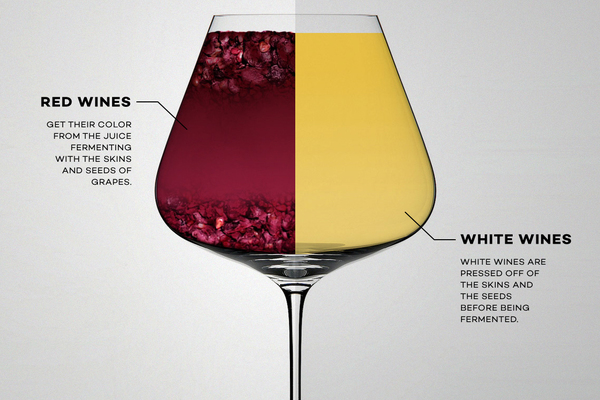 RED WINES
GET THEIR COLOR
FROM THE JUICE
FERMENTING
WITH THE SKINS
AND SEEDS OF
GRAPES.
WHITE WINES
WHITE WINES ARE
PRESSED OFF OF
THE SKINS AND
THE SEEDS
BEFORE BEING
FERMENTED.